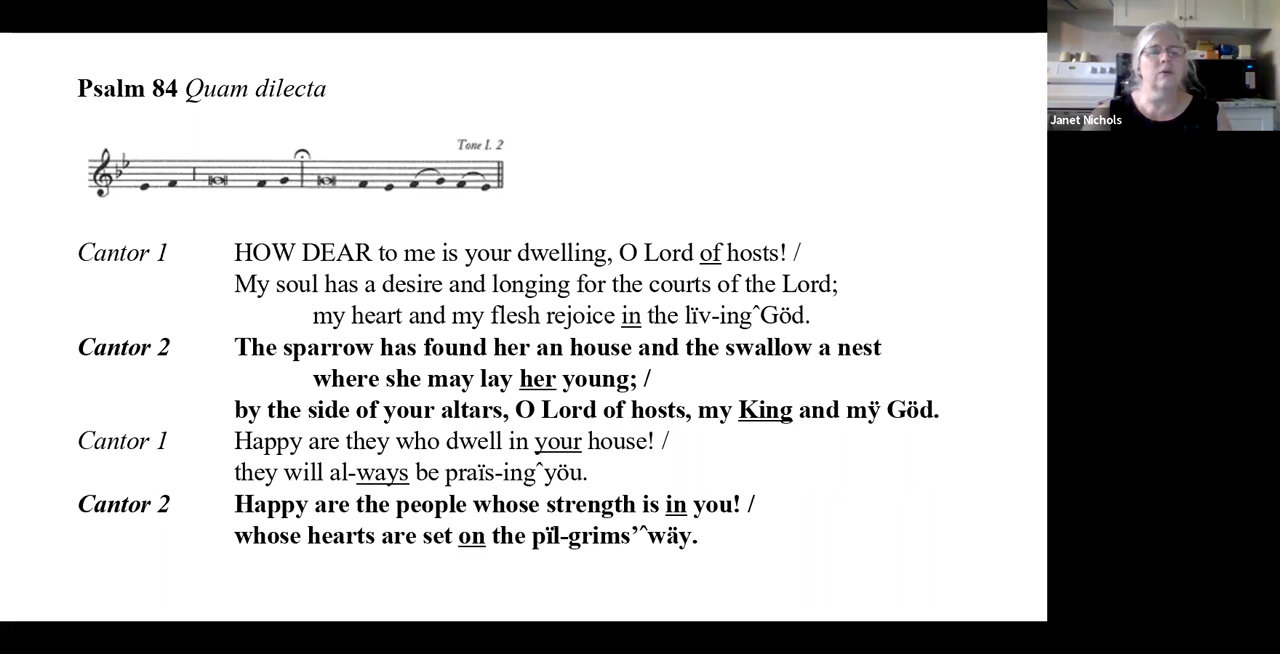 Psalm 84 Quam dilecta
Tone I. 2
Cantor 1 HOW DEAR to me is your dwelling, O Lord of hosts! /
My soul has a desire and longing for the courts of the Lord;
my heart and my flesh rejoice in the lïv-ingˆGöd.
Cantor 2 The sparrow has found her an house and the swallow a nest
where she may lay her young; /
by the side of your altars, O Lord of hosts, my King and mÿ Göd.
Cantor 1 Happy are they who dwell in your house! /
they will al-ways be praïs-ingˆyöu.
Cantor 2 Happy are the people whose strength is in you! /
whose hearts are set on the pïl-grims’ˆwäy.
Janet Nichols